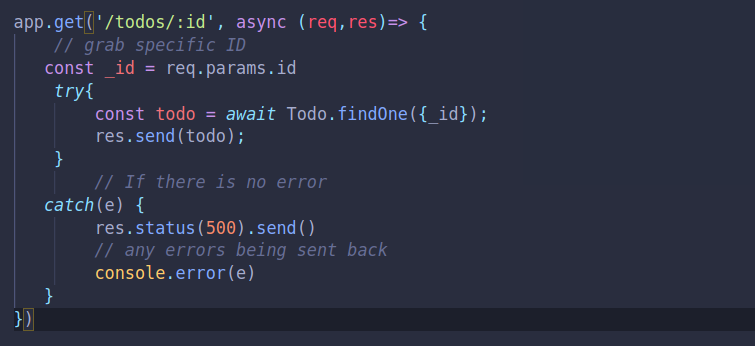 app.get('/todos/:id', async (req,res)=> {
// grab specific ID
const _id = req.params.id
try{
const todo = await Todo.findOne({_id});
res.send(todo);
}
// If there is no error
catch(e) {
res.status(500).send()
// any errors being sent back
console.error(e)
}
})